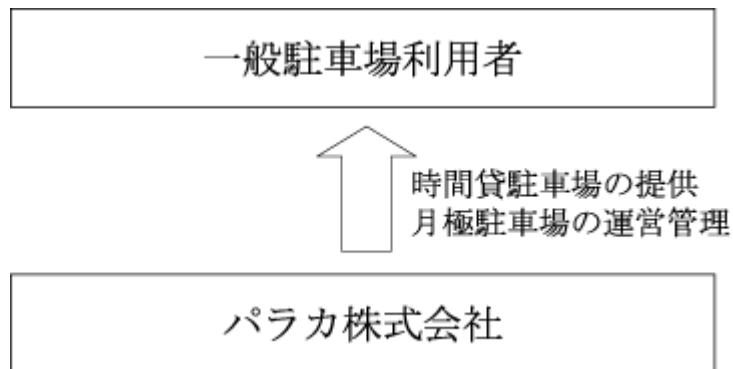 一般駐車場利用者
時間貸駐車場の提供
月極駐車場の運営管理
パラカ株式会社